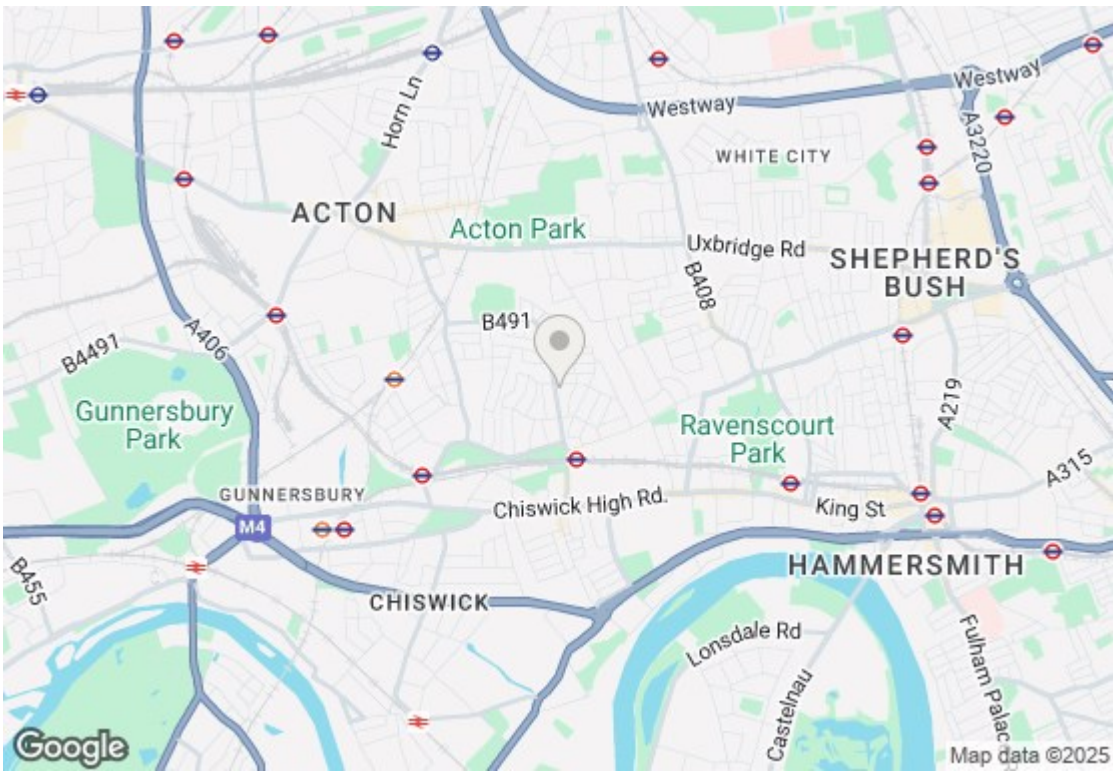 Horn Ln
Westway
Westway
A3220
WHITE CITY
ACTON
Acton Park
Uxbridge Rd
B408
SHEPHERD'S
BUSH
B491
B4491
A406
Gunnersbury
Park
Ravenscourt
Park
A219
A315
GUNNERSBURY
Chiswick High Rd.
King St
M4
HAMMERSMITH
B455
CHISWICK
Lonsdale Rd
Castelnau
Fulham Palac
Google
Map data ©2025